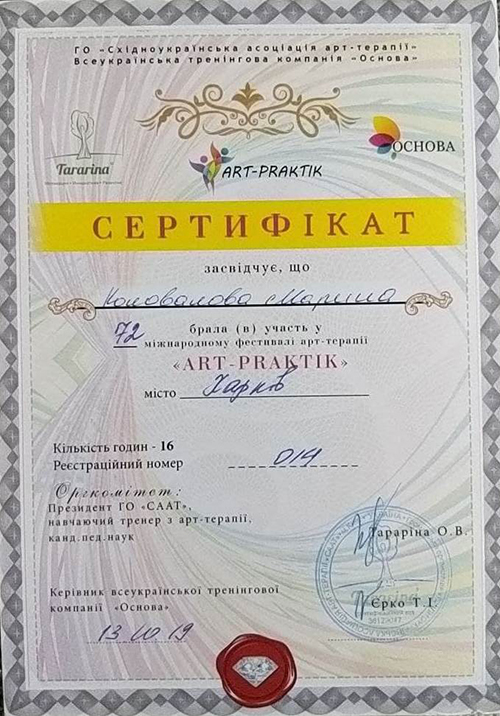 ГО «Східноукраїнська асоціація арт-терапії»
Всеукраїнська тренінгова компанія «Основа»
Tararina
ОСНОВА
ART-PRAKTIK
СЕРТИФІКАТ
засвідчує, що
Коновалова Марина
72 брала (в) участь у
міжнародному фестивалі арт-терапії
«ART-PRAKTIK»
місто Харків
Кількість годин - 16
Реєстраційний номер 014
Оргкомітет:
Президент ГО «СААТ»,
навчаючий тренер з арт-терапії,
канд.пед.наук
Тараріна О.В.
Керівник всеукраїнської тренінгової
компанії «Основа»
Єрко Т.І.
13 10 19